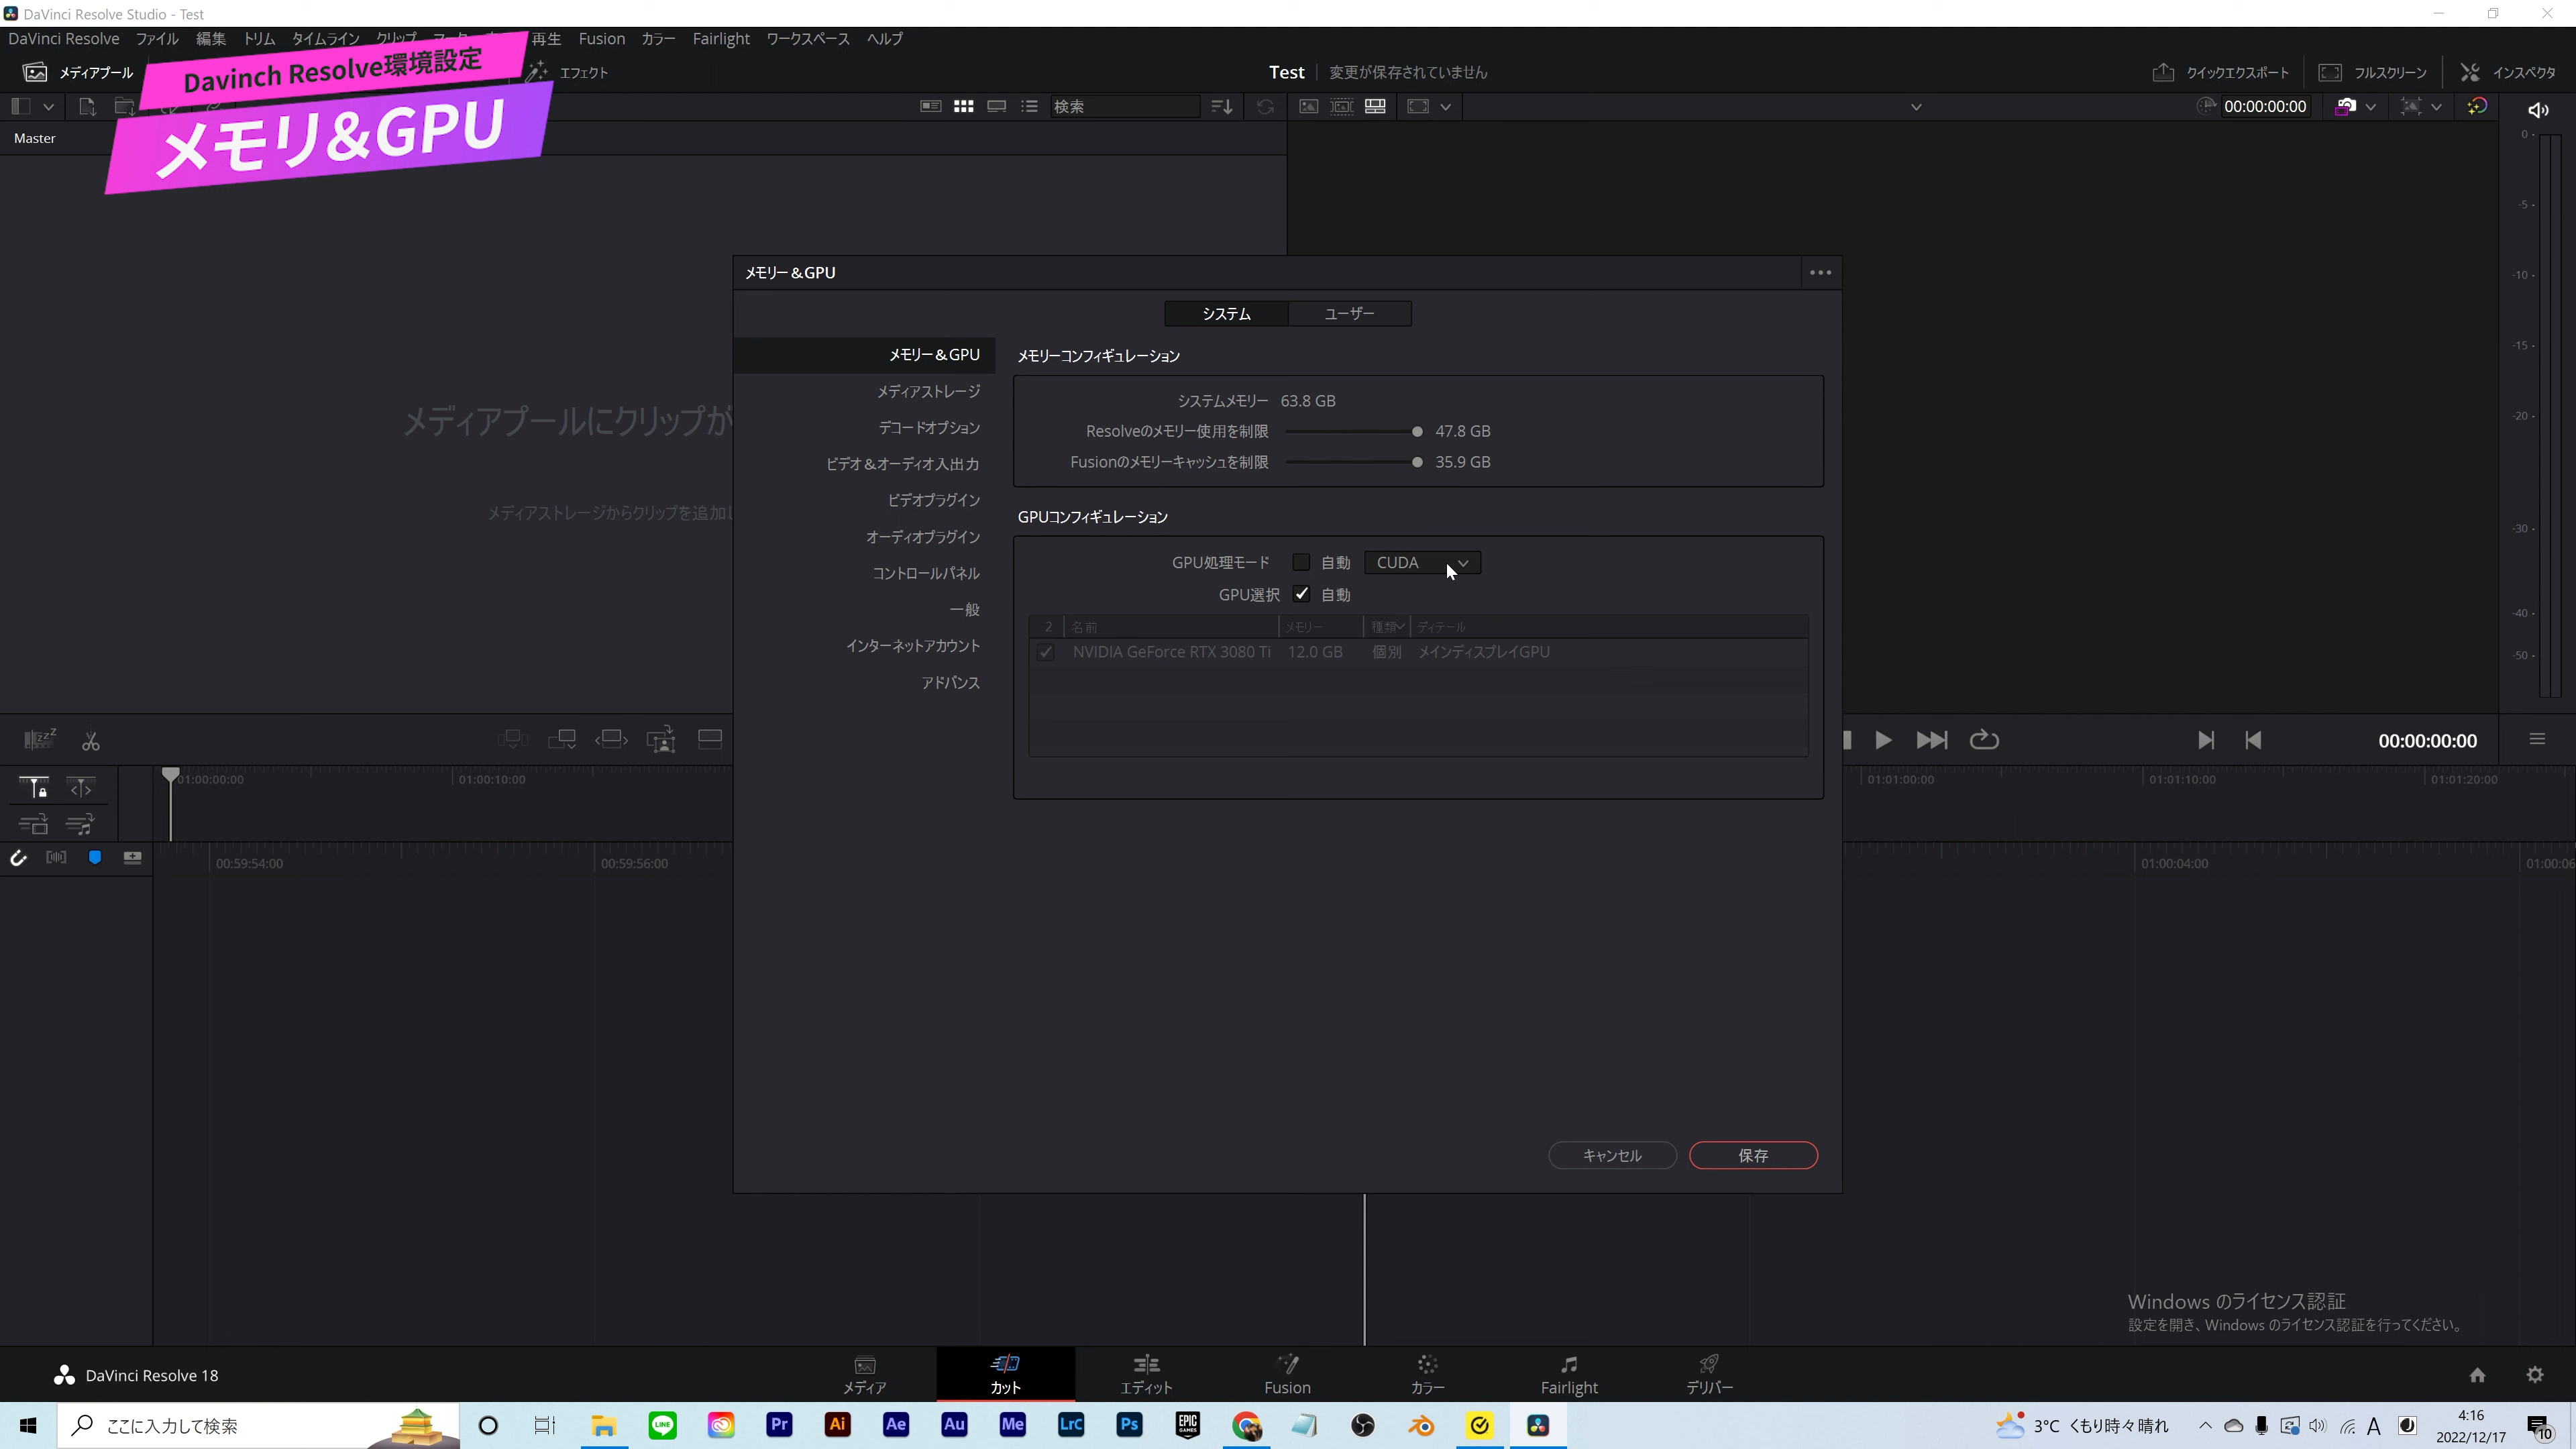 DaVinci Resolve Studio - Test
DaVinci Resolve ファイル 編集 トリム タイムライン クリップ 再生 Fusion カラー Fairlight ワークスペース ヘルプ
Davinch Resolve環境設定
メモリ&GPU
メディアプール エフェクト Test 変更が保存されていません クイックエクスポート フルスクリーン インスペクタ
検索 00:00:00:00
Master
0
-5
-10
-15
-20
-30
-40
-50
メディアプールにクリップが
メディアストレージからクリップを追加し
メモリー&GPU
システム ユーザー
メモリー&GPU
メディアストレージ
デコードオプション
ビデオ&オーディオ入出力
ビデオプラグイン
オーディオプラグイン
コントロールパネル
一般
インターネットアカウント
アドバンス
メモリーコンフィギュレーション
システムメモリー 63.8 GB
Resolveのメモリー使用を制限 47.8 GB
Fusionのメモリーキャッシュを制限 35.9 GB
GPUコンフィギュレーション
GPU処理モード 自動 CUDA
GPU選択 自動
2 名前 メモリー 種類 ディテール
NVIDIA GeForce RTX 3080 Ti 12.0 GB 個別 メインディスプレイGPU
キャンセル 保存
00:00:00:00
01:00:00:00 01:00:10:00 01:01:00:00 01:01:10:00 01:01:20:00
00:59:54:00 00:59:56:00 01:00:04:00 01:00:06
Windows のライセンス認証
設定を開き、Windows のライセンス認証を行ってください。
DaVinci Resolve 18
メディア カット エディット Fusion カラー Fairlight デリバー
ここに入力して検索
LINE Pr Ai Ae Au Me LrC Ps EPIC GAMES
3°C くもり時々晴れ A 4:16
2022/12/17
10